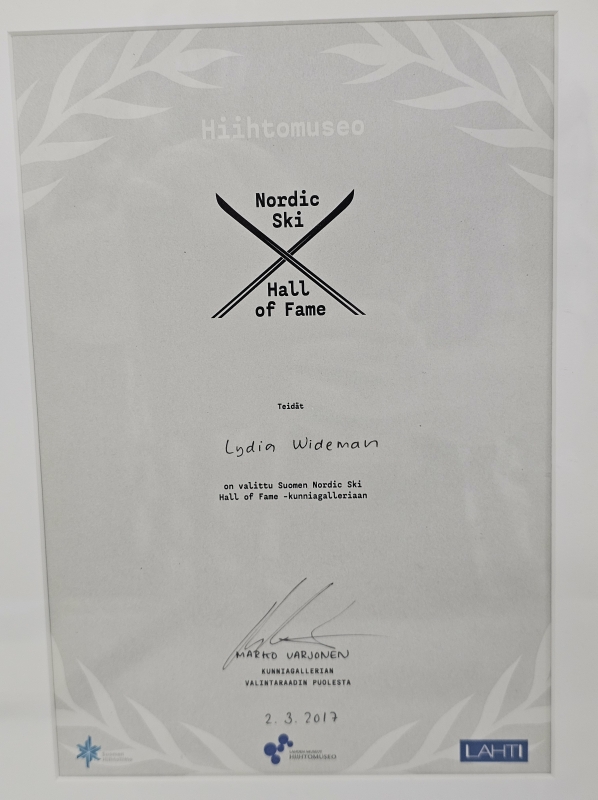 Hiihtomuseo
Nordic
Ski
Hall
of Fame
Teidät
Lydia Wideman
on valittu Suomen Nordic Ski
Hall of Fame -kunniagalleriaan
MARKO VARJONEN
KUNNIAGALLERIAN
VALINTARAADIN PUOLESTA
2.3.2017
HIIHTOMUSEO
LAHTI